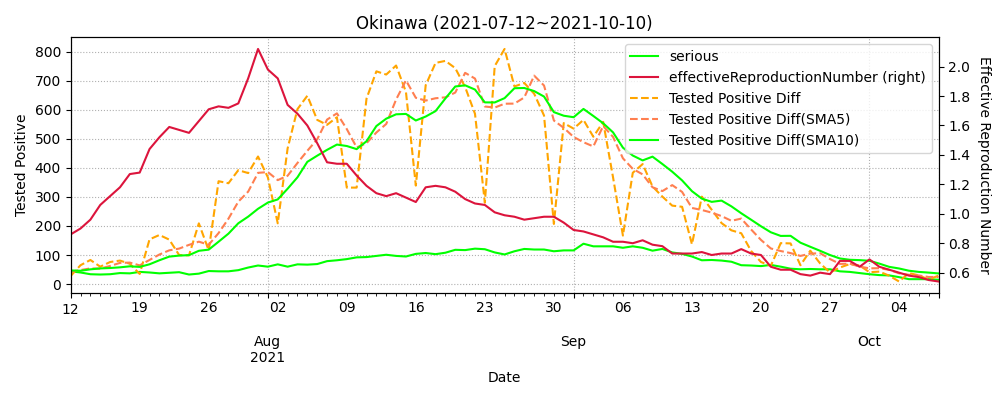 Okinawa (2021-07-12~2021-10-10)
serious
effectiveReproductionNumber (right)
Tested Positive Diff
Tested Positive Diff(SMA5)
Tested Positive Diff(SMA10)
Tested Positive
800
700
600
500
400
300
200
100
0
2.0
1.8
1.6
1.4
1.2
1.0
0.8
0.6
Effective Reproduction Number
12 19 26 02 09 16 23 30 06 13 20 27 04
Aug Sep Oct
2021
Date